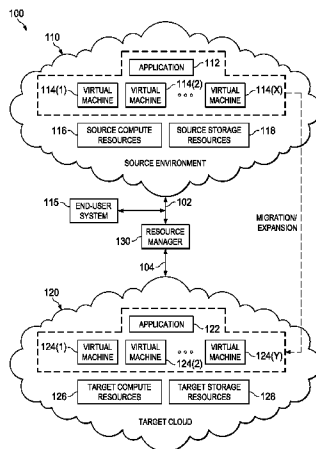 100
110
APPLICATION 112
114(1) VIRTUAL MACHINE VIRTUAL MACHINE 114(2) VIRTUAL MACHINE 114(X)
116 SOURCE COMPUTE RESOURCES SOURCE STORAGE RESOURCES 118
SOURCE ENVIRONMENT
115 END-USER SYSTEM 102
RESOURCE MANAGER 130
MIGRATION/ EXPANSION
104
120
APPLICATION 122
124(1) VIRTUAL MACHINE VIRTUAL MACHINE 124(2) VIRTUAL MACHINE 124(Y)
126 TARGET COMPUTE RESOURCES TARGET STORAGE RESOURCES 128
TARGET CLOUD